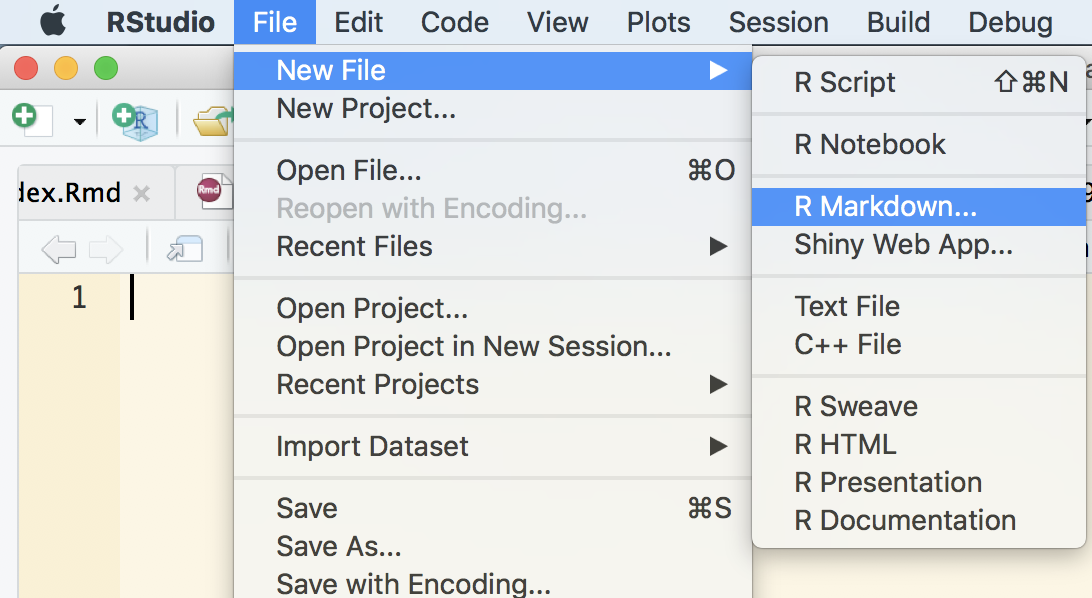 RStudio File Edit Code View Plots Session Build Debug
New File
New Project...
Open File... ⌘O
Reopen with Encoding...
Recent Files
Open Project...
Open Project in New Session...
Recent Projects
Import Dataset
Save ⌘S
Save As...
Save with Encoding...
R Script ⇧⌘N
R Notebook
R Markdown...
Shiny Web App...
Text File
C++ File
R Sweave
R HTML
R Presentation
R Documentation
R
dex.Rmd
Rmd
1